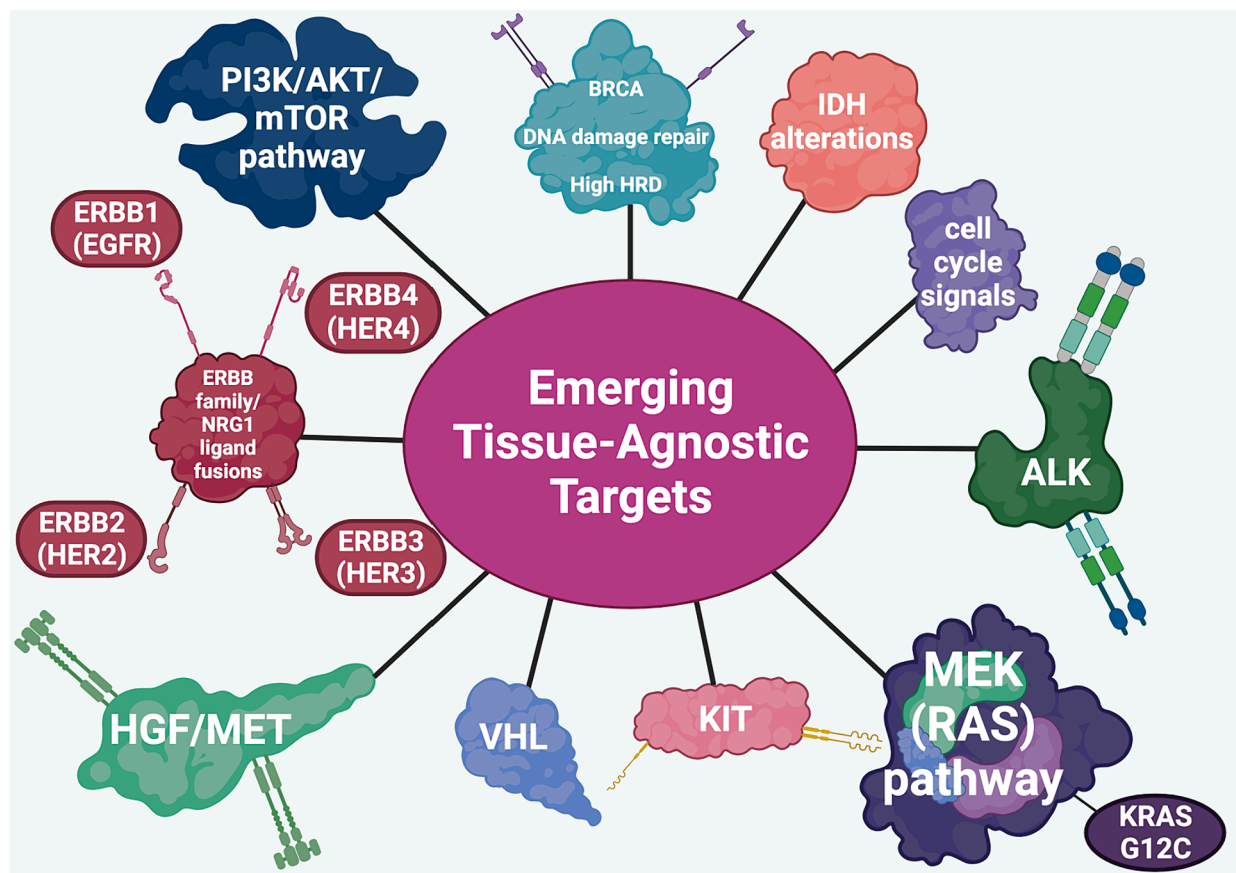 PI3K/AKT/
mTOR
pathway
BRCA
DNA damage repair
High HRD
IDH
alterations
cell
cycle
signals
ERBB1
(EGFR)
ERBB4
(HER4)
ERBB
family/
NRG1
ligand
fusions
ERBB2
(HER2)
ERBB3
(HER3)
Emerging
Tissue-Agnostic
Targets
ALK
HGF/MET
VHL
KIT
MEK
(RAS)
pathway
KRAS
G12C